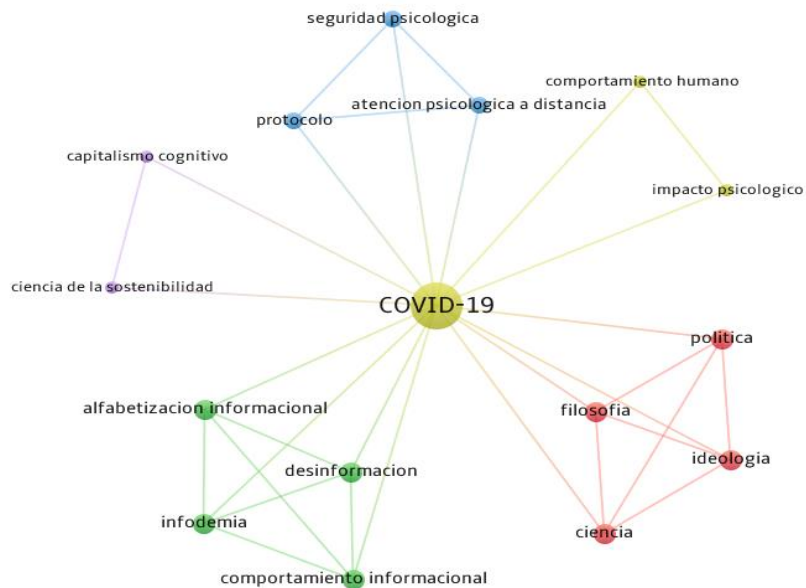 seguridad psicologica
comportamiento humano
atencion psicologica a distancia
protocolo
capitalismo cognitivo
impacto psicologico
ciencia de la sostenibilidad
COVID-19
politica
alfabetizacion informacional
filosofia
ideologia
desinformacion
infodemia
ciencia
comportamiento informacional